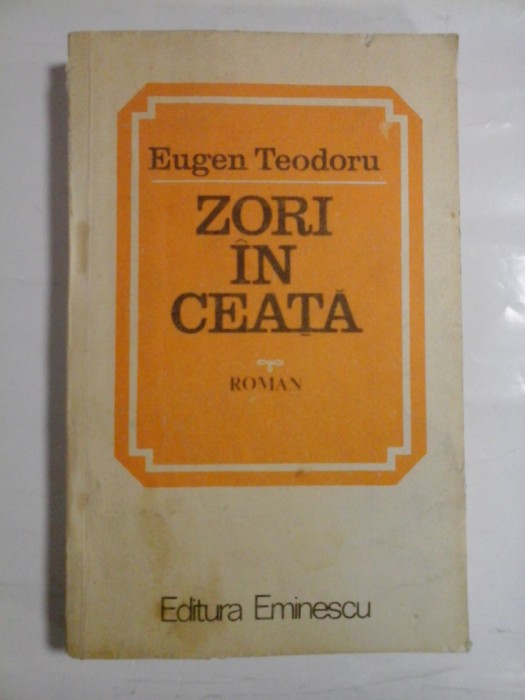 Eugen Teodoru
ZORI
ÎN
CEAȚĂ
ROMAN
Editura Eminescu